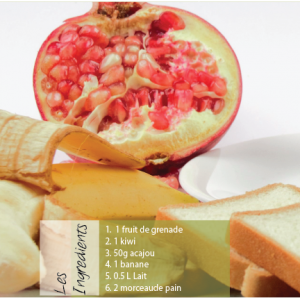 Les
Ingredients
1. 1 fruit de grenade
2. 1 kiwi
3. 50g acajou
4. 1 banane
5. 0.5 L Lait
6. 2 morceaude pain